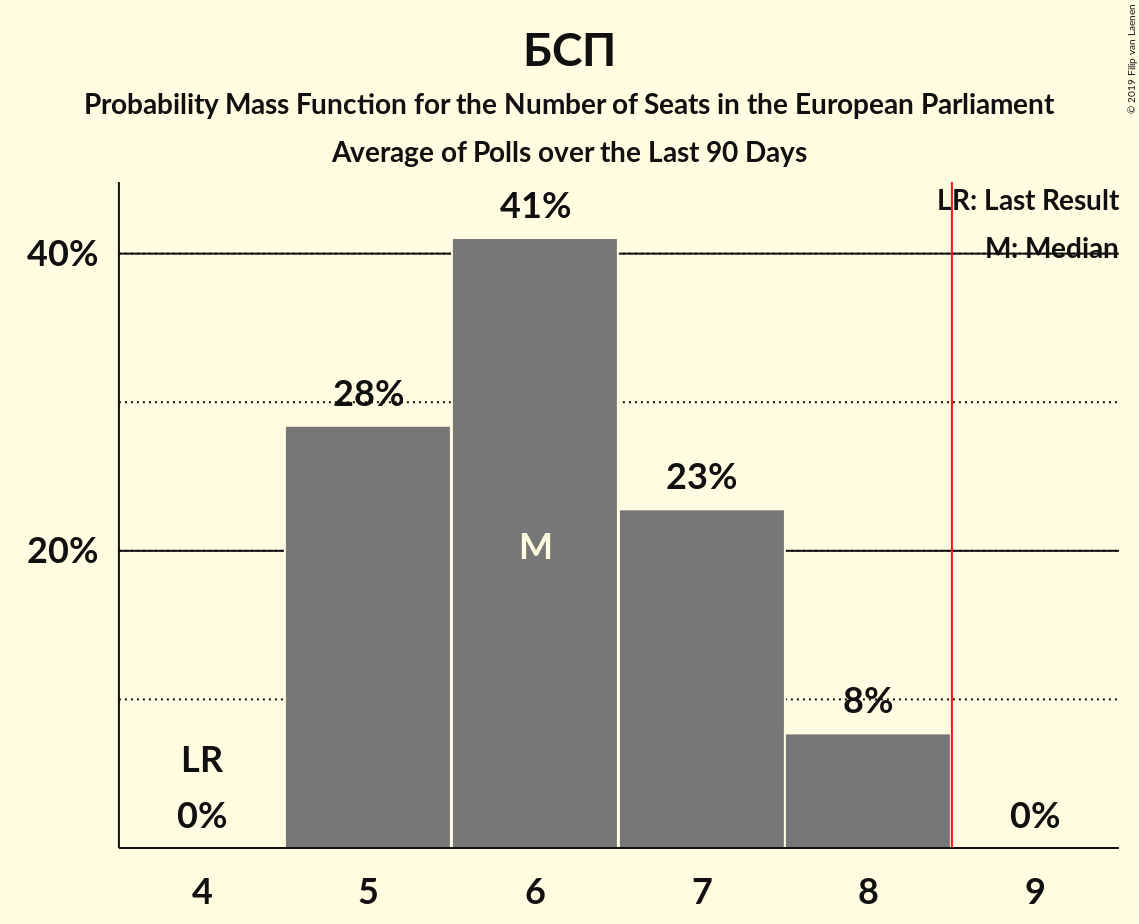 БСП
Probability Mass Function for the Number of Seats in the European Parliament
Average of Polls over the Last 90 Days
© 2019 Filip van Laenen
LR: Last Result
M: Median
41%
40%
28%
23%
M
20%
8%
LR
0%
0%
4 5 6 7 8 9